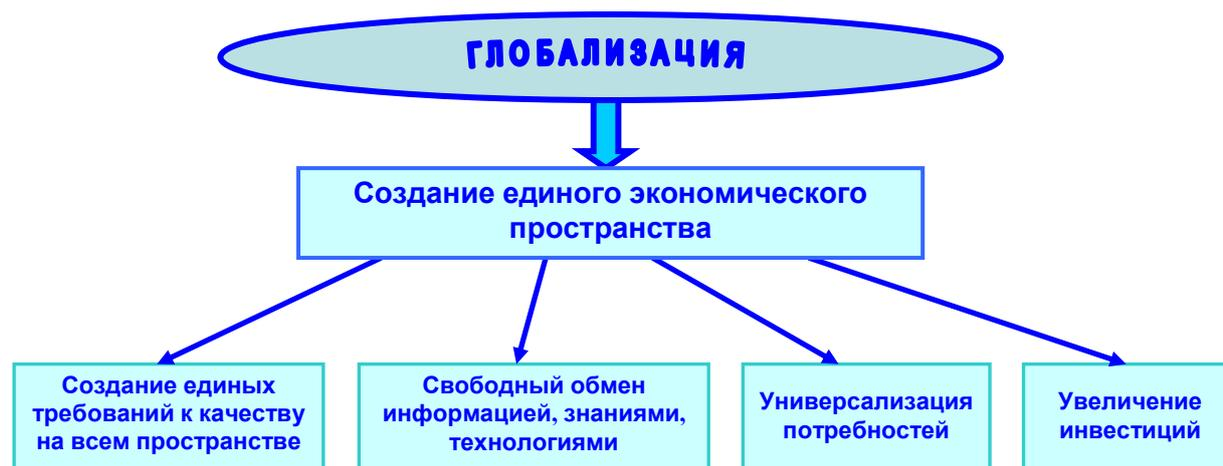 ГЛОБАЛИЗАЦИЯ
Создание единого экономического
пространства
Создание единых
требований к качеству
на всем пространстве
Свободный обмен
информацией, знаниями,
технологиями
Универсализация
потребностей
Увеличение
инвестиций